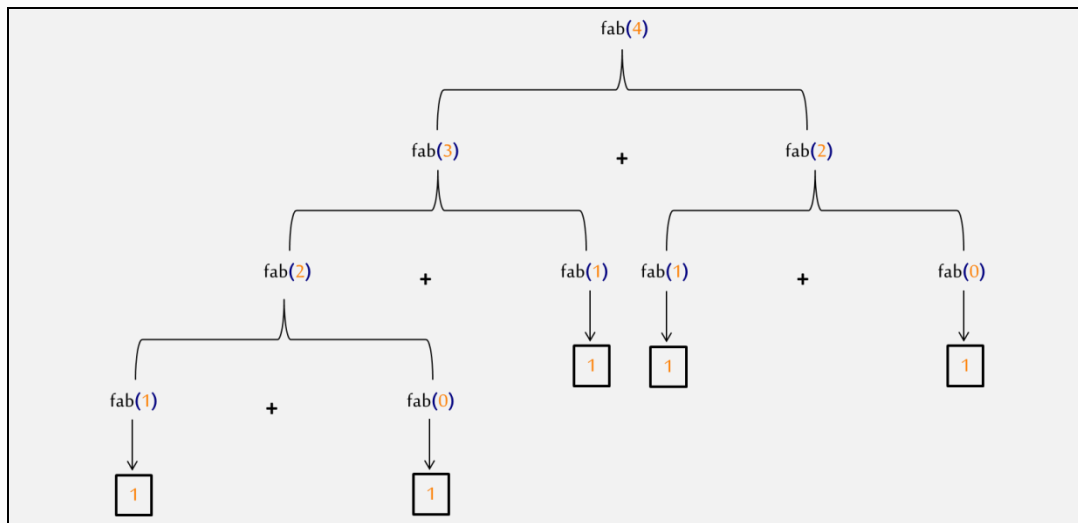 fab(4)
fab(3) + fab(2)
fab(2) + fab(1) fab(1) + fab(0)
1 1 1
fab(1) + fab(0)
1 1